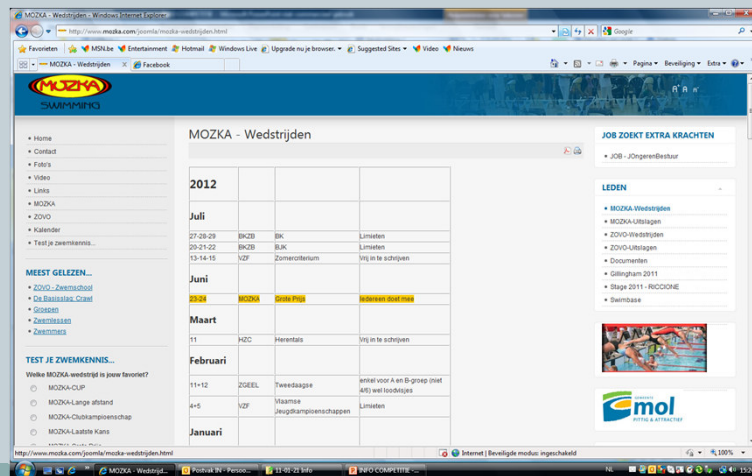 MOZKA - Wedstrijden - Windows Internet Explorer
http://www.mozka.com/joomla/mozka-wedstrijden.html
Google
Favorieten MSN.be Entertainment Hotmail Windows Live Upgrade nu je browser. Suggested Sites Video Nieuws
MOZKA - Wedstrijden Facebook
Pagina Beveiliging Extra
MOZKA
SWIMMING
A A A
Home
Contact
Foto's
Video
Links
MOZKA
ZOVO
Kalender
Test je zwemkennis...
MEEST GELEZEN...
ZOVO - Zwemschool
De Basisslag: Crawl
Groepen
Zwemlessen
Zwemmers
TEST JE ZWEMKENNIS...
Welke MOZKA-wedstrijd is jouw favoriet?
MOZKA-CUP
MOZKA-Lange afstand
MOZKA-Clubkampioenschap
MOZKA-Laatste Kans
MOZKA - Wedstrijden
2012
Juli
27-28-29 BKZB BK Limieten
20-21-22 BKZB BJK Limieten
13-14-15 VZF Zomercriterium Vrij in te schrijven
Juni
23-24 MOZKA Grote Prijs Iedereen doet mee
Maart
11 HZC Herentals Vrij in te schrijven
Februari
11+12 ZGEEL Tweedaagse enkel voor A en B-groep (niet
4/6) wel loodvisjes
4+5 VZF Vlaamse
Jeugdkampioenschappen Limieten
Januari
JOB ZOEKT EXTRA KRACHTEN
JOB - JOngerenBestuur
LEDEN
MOZKA-Wedstrijden
MOZKA-Uitslagen
ZOVO-Wedstrijden
ZOVO-Uitslagen
Documenten
Gillingham 2011
Stage 2011 - RICCIONE
Swimbase
GEMEENTE
mol
PITTIG & ATTRACTIEF
http://www.mozka.com/joomla/mozka-wedstrijden.html
Internet | Beveiligde modus: ingeschakeld
100%
MOZKA - Wedstrijd...
Postvak IN - Perso...
11-01-21 Info
INFO COMPETITIE -...
NL